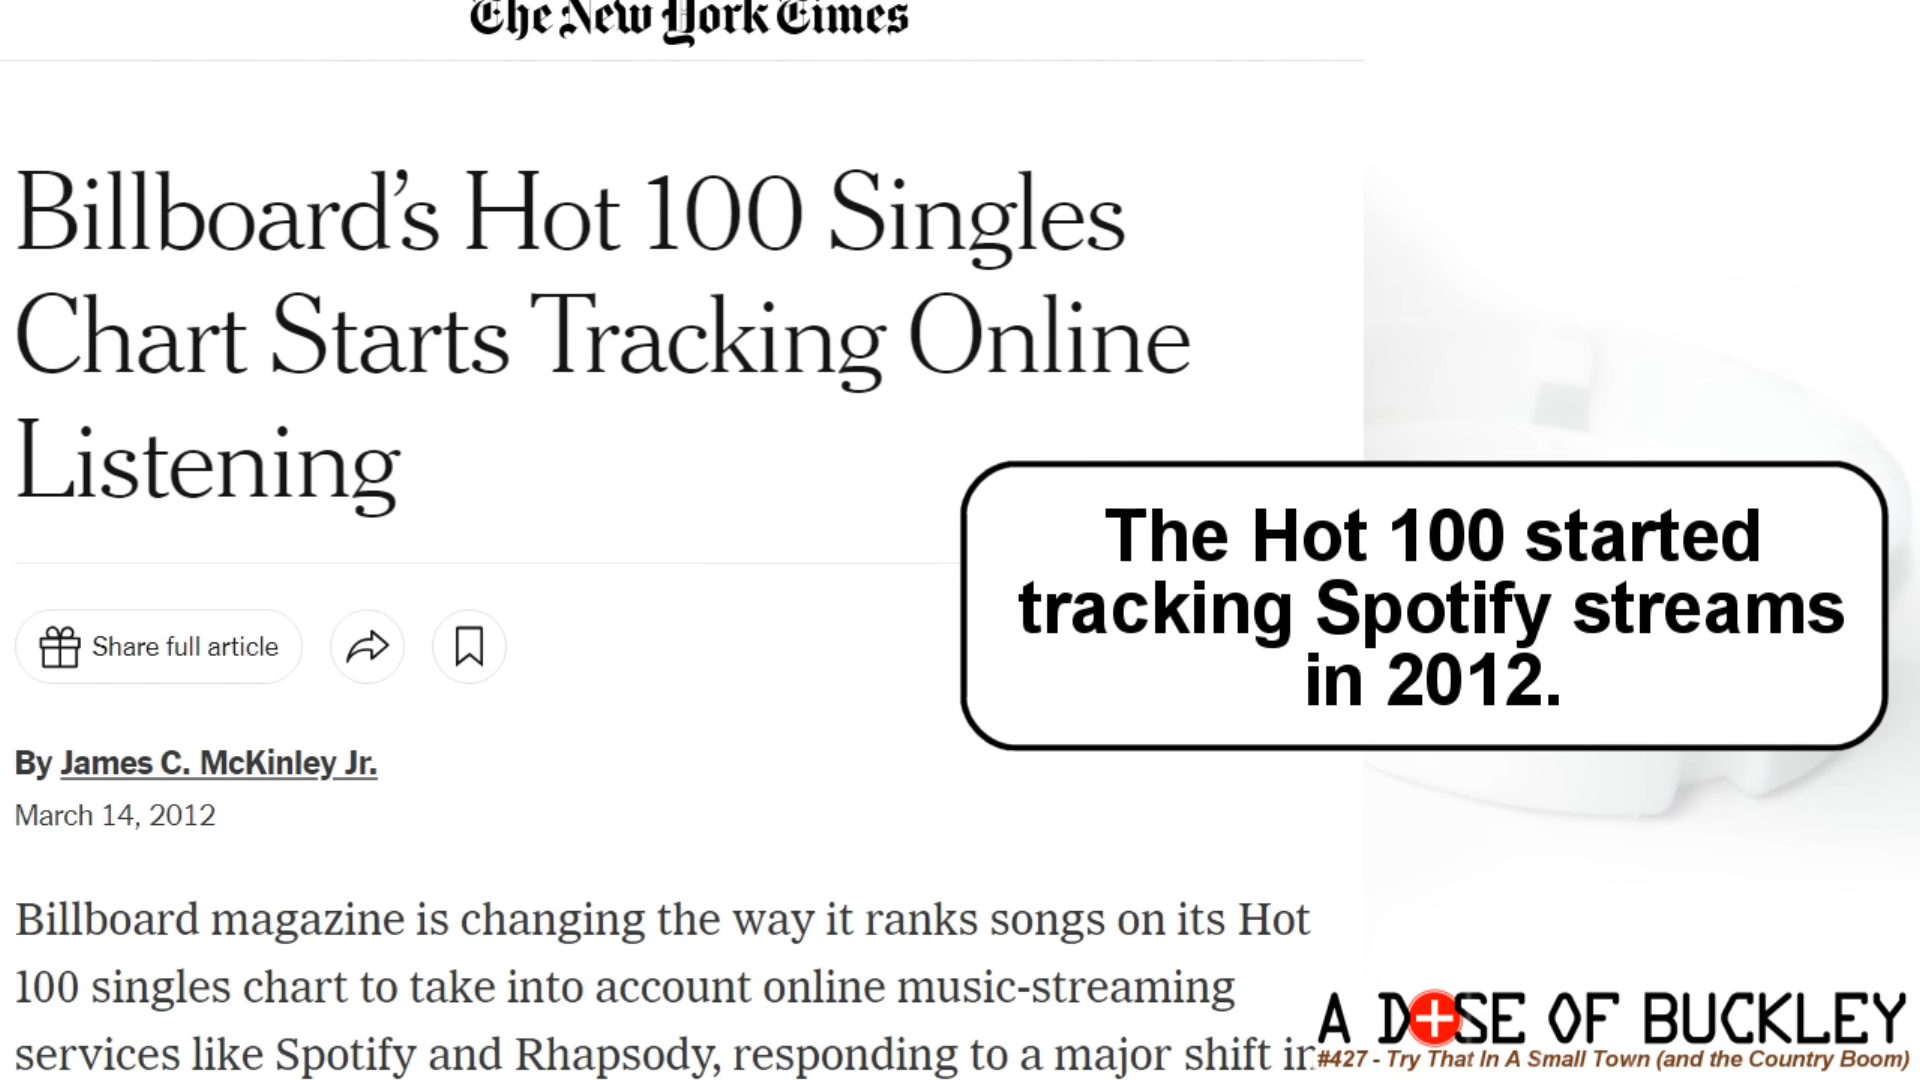 The New York Times
Billboard’s Hot 100 Singles
Chart Starts Tracking Online
Listening
Share full article
By James C. McKinley Jr.
March 14, 2012
Billboard magazine is changing the way it ranks songs on its Hot
100 singles chart to take into account online music-streaming
services like Spotify and Rhapsody, responding to a major shift in
The Hot 100 started
tracking Spotify streams
in 2012.
A DOSE OF BUCKLEY
#427 - Try That In A Small Town (and the Country Boom)